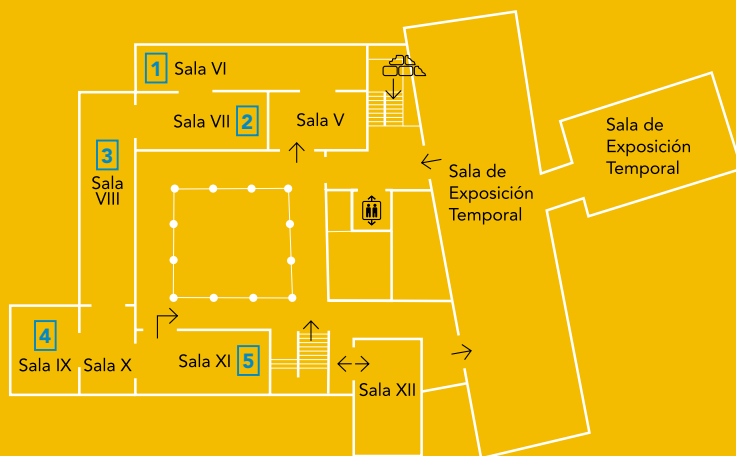 1 Sala VI
Sala VII 2
Sala V
3
Sala
VIII
Sala de
Exposición
Temporal
Sala de
Exposición
Temporal
4
Sala IX
Sala X
Sala XI 5
Sala XII